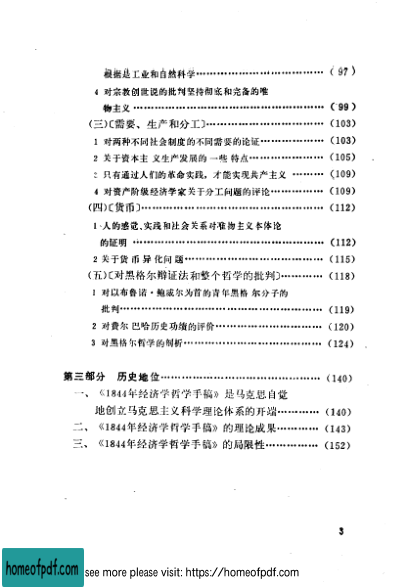 根据是工业和自然科学……………………………(97)
4 对宗教创世说的批判坚持彻底和完备的唯
物主义……………………………………………(99)
(三)〔需要、生产和分工〕……………………(103)
1 对两种不同社会制度的不同需要的论证……………(103)
2 关于资本主义生产发展的一些特点………………(105)
3 只有通过人们的革命实践，才能实现共产主义………(109)
4 对资产阶级经济学家关于分工问题的评论…………(109)
(四)〔货币〕……………………………………(112)
1 人的感觉、实践和社会关系对唯物主义本体论
的证明……………………………………………(112)
2 关于货币异化问题………………………………(115)
(五)〔对黑格尔辩证法和整个哲学的批判〕…………(118)
1 对以布鲁诺·鲍威尔为首的青年黑格尔分子的
批判………………………………………………(119)
2 对费尔巴哈历史功绩的评价………………………(120)
3 对黑格尔哲学的剖析………………………………(124)
第三部分 历史地位………………………………(140)
一、《1844年经济学哲学手稿》是马克思自觉
地创立马克思主义科学理论体系的开端…………(140)
二、《1844年经济学哲学手稿》的理论成果…………(143)
三、《1844年经济学哲学手稿》的局限性……………(152)
3
homeofpdf.com see more please visit: https://homeofpdf.com